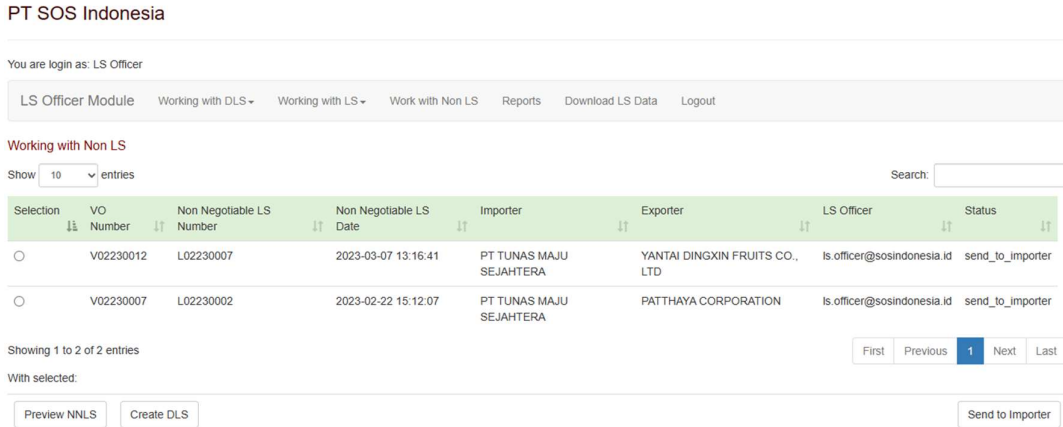 PT SOS Indonesia
You are login as: LS Officer
LS Officer Module Working with DLS Working with LS Work with Non LS Reports Download LS Data Logout
Working with Non LS
Show 10 entries Search:
Selection VO Number Non Negotiable LS Number Non Negotiable LS Date Importer Exporter LS Officer Status
V02230012 L02230007 2023-03-07 13:16:41 PT TUNAS MAJU SEJAHTERA YANTAI DINGXIN FRUITS CO., LTD ls.officer@sosindonesia.id send_to_importer
V02230007 L02230002 2023-02-22 15:12:07 PT TUNAS MAJU SEJAHTERA PATTHAYA CORPORATION ls.officer@sosindonesia.id send_to_importer
Showing 1 to 2 of 2 entries First Previous 1 Next Last
With selected:
Preview NNLS Create DLS Send to Importer